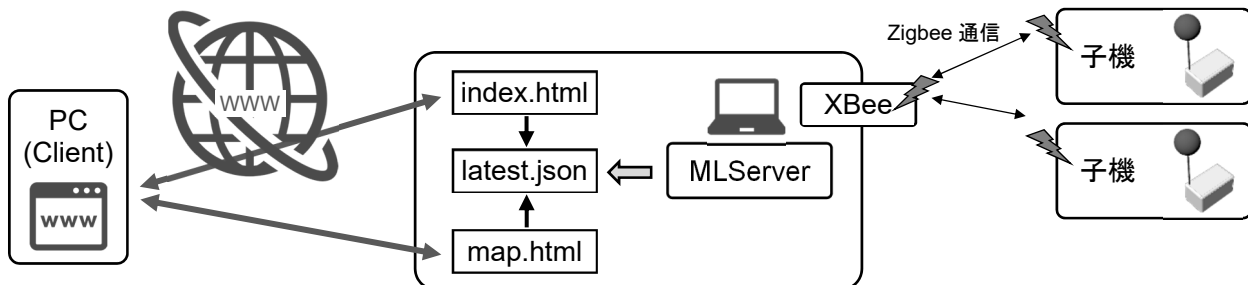 PC
(Client)
www
www
index.html
latest.json
map.html
MLServer
XBee
Zigbee 通信
子機
子機